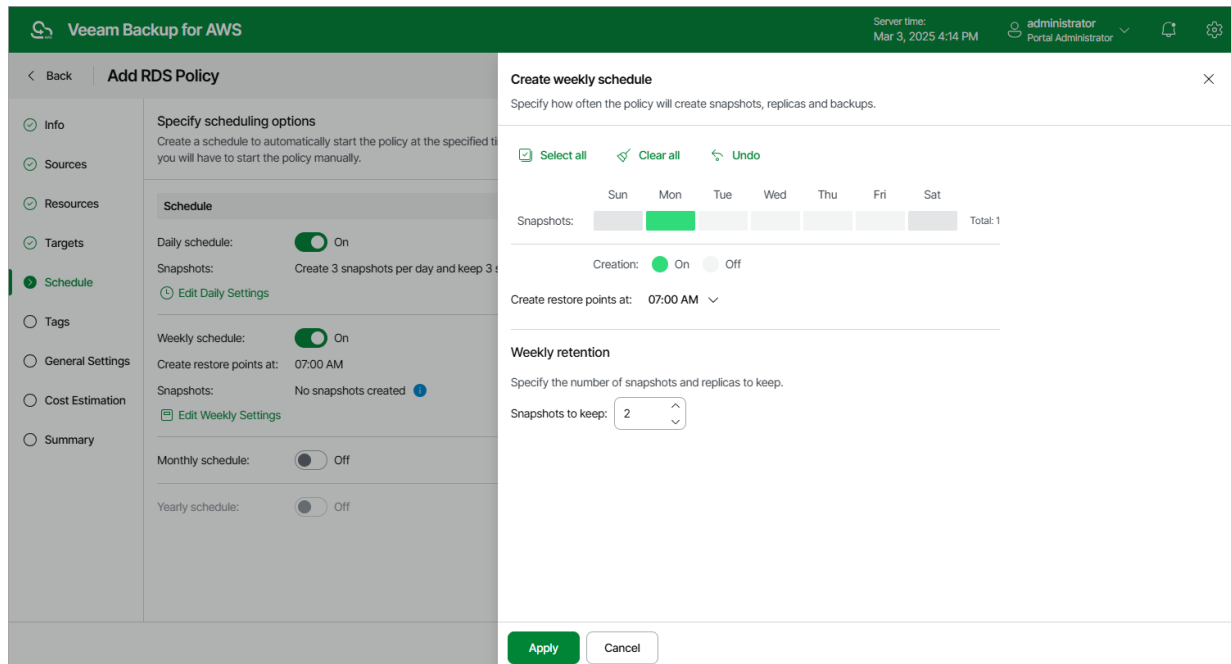 Veeam Backup for AWS
Server time:
Mar 3, 2025 4:14 PM
administrator
Portal Administrator
Back
Add RDS Policy
Info
Sources
Resources
Targets
Schedule
Tags
General Settings
Cost Estimation
Summary
Specify scheduling options
Create a schedule to automatically start the policy at the specified ti
you will have to start the policy manually.
Schedule
Daily schedule:
On
Snapshots:
Create 3 snapshots per day and keep 3 s
Edit Daily Settings
Weekly schedule:
On
Create restore points at:
07:00 AM
Snapshots:
No snapshots created
Edit Weekly Settings
Monthly schedule:
Off
Yearly schedule:
Off
Create weekly schedule
Specify how often the policy will create snapshots, replicas and backups.
Select all
Clear all
Undo
Sun Mon Tue Wed Thu Fri Sat
Snapshots:
Total: 1
Creation:
On
Off
Create restore points at:
07:00 AM
Weekly retention
Specify the number of snapshots and replicas to keep.
Snapshots to keep:
2
Apply
Cancel